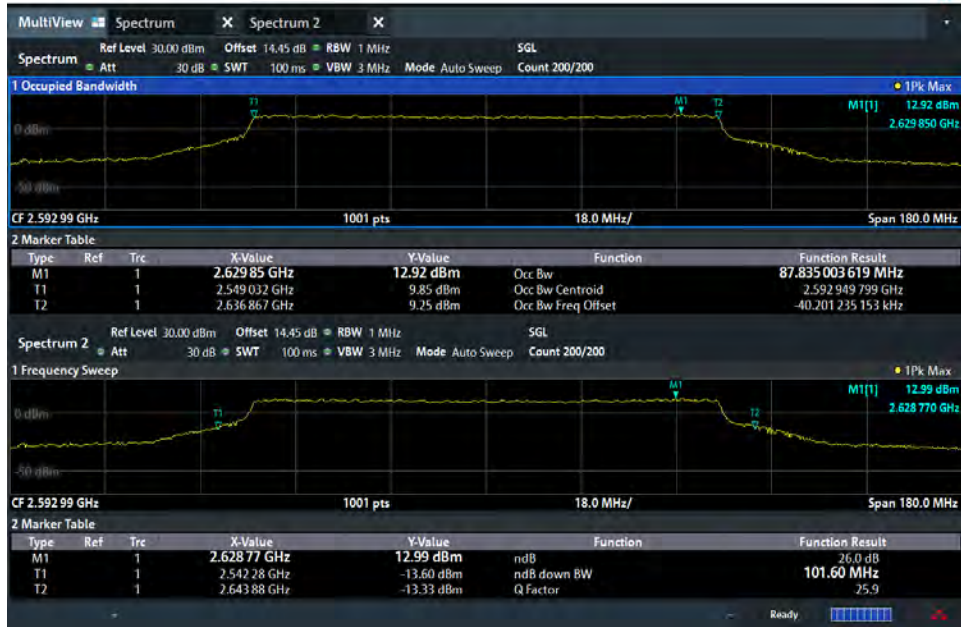 MultiView Spectrum X Spectrum 2 X
Ref Level 30.00 dBm Offset 14.45 dB RBW 1 MHz SGL
Spectrum Att 30 dB SWT 100 ms VBW 3 MHz Mode Auto Sweep Count 200/200
1 Occupied Bandwidth 1Pk Max
T1 M1 T2 M1[1] 12.92 dBm
0 dBm 2.629 850 GHz
-50 dBm
CF 2.592 99 GHz 1001 pts 18.0 MHz/ Span 180.0 MHz
2 Marker Table
Type Ref Trc X-Value Y-Value Function Function Result
M1 1 2.629 85 GHz 12.92 dBm Occ Bw 87.835 003 619 MHz
T1 1 2.549 032 GHz 9.85 dBm Occ Bw Centroid 2.592 949 799 GHz
T2 1 2.636 867 GHz 9.25 dBm Occ Bw Freq Offset -40.201 235 153 kHz
Ref Level 30.00 dBm Offset 14.45 dB RBW 1 MHz SGL
Spectrum 2 Att 30 dB SWT 100 ms VBW 3 MHz Mode Auto Sweep Count 200/200
1 Frequency Sweep 1Pk Max
M1 M1[1] 12.99 dBm
0 dBm T1 T2 2.628 770 GHz
-50 dBm
CF 2.592 99 GHz 1001 pts 18.0 MHz/ Span 180.0 MHz
2 Marker Table
Type Ref Trc X-Value Y-Value Function Function Result
M1 1 2.628 77 GHz 12.99 dBm ndB 26.0 dB
T1 1 2.542 28 GHz -13.60 dBm ndB down BW 101.60 MHz
T2 1 2.643 88 GHz -13.33 dBm Q Factor 25.9
Ready